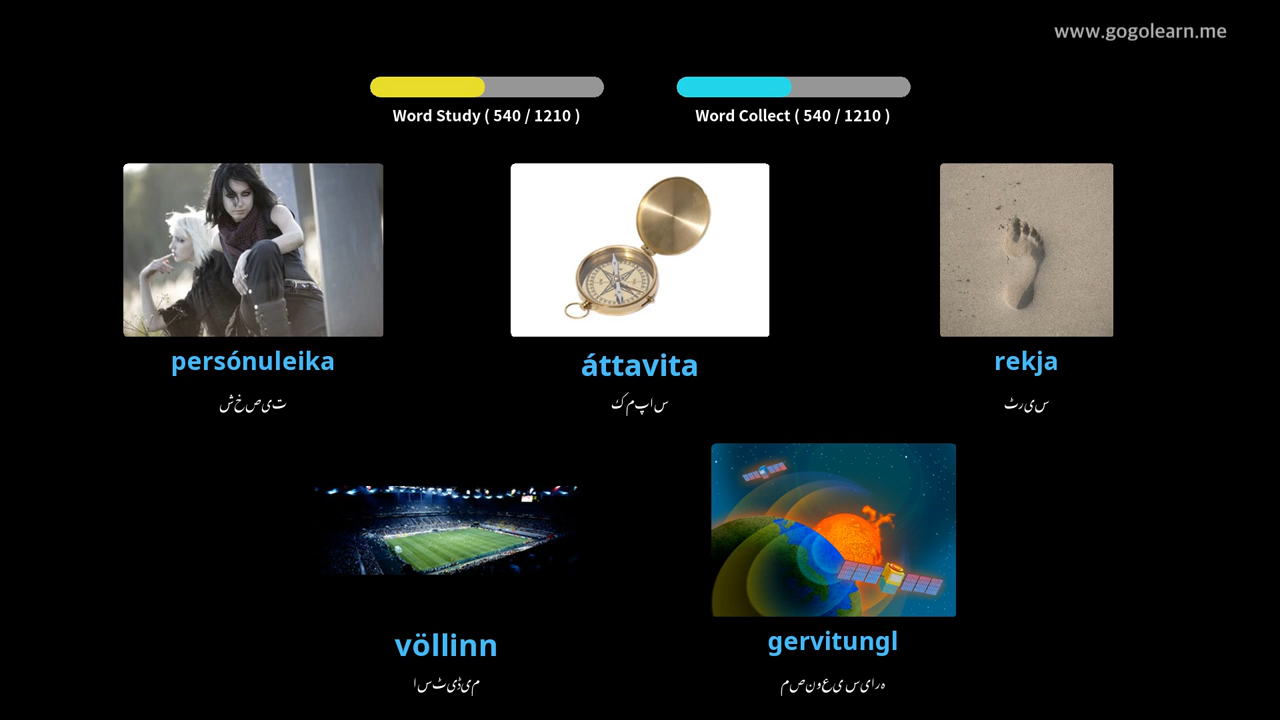 www.gogolearn.me
Word Study ( 540 / 1210 )
Word Collect ( 540 / 1210 )
persónuleika
áttavita
rekja
شخصیت
کمپاس
ٹریس
völlinn
gervitungl
اسٹیڈیم
مصنوعی سیارہ